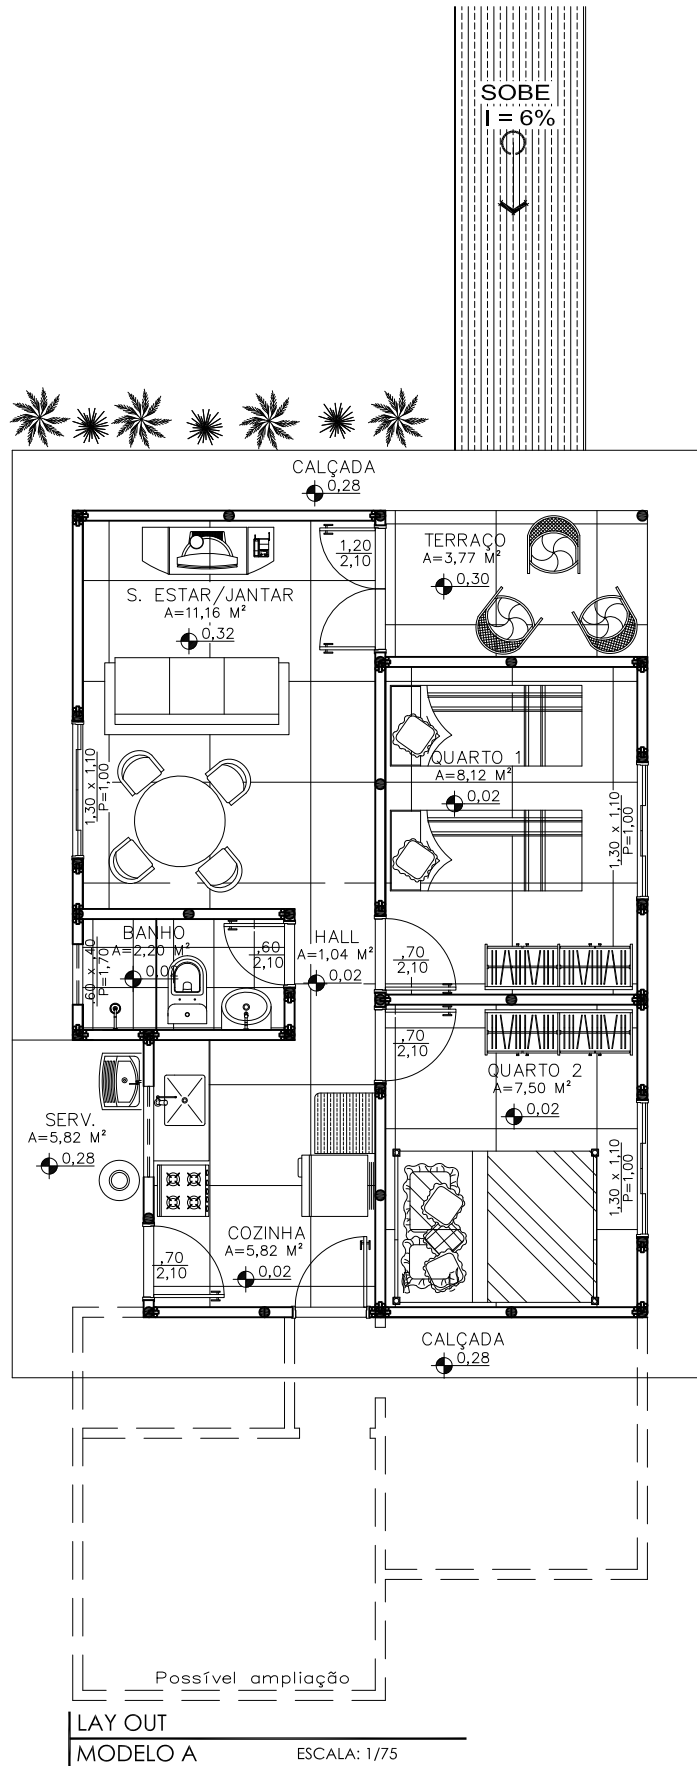 SOBE
I = 6%
CALÇADA
0,28
1,20
2,10
TERRAÇO
A=3,77 M²
0,30
S. ESTAR/JANTAR
A=11,16 M²
0,32
1,30 x 1,10
P=1,00
QUARTO 1
A=8,12 M²
0,02
1,30 x 1,10
P=1,00
BANHO
A=2,20 M²
,60 x ,40
P=1,70
,60
2,10
HALL
A=1,04 M²
0,02
,70
2,10
,70
2,10
QUARTO 2
A=7,50 M²
0,02
SERV.
A=5,82 M²
0,28
1,30 x 1,10
P=1,00
COZINHA
A=5,82 M²
0,02
,70
2,10
CALÇADA
0,28
Possível ampliação
LAY OUT
MODELO A
ESCALA: 1/75